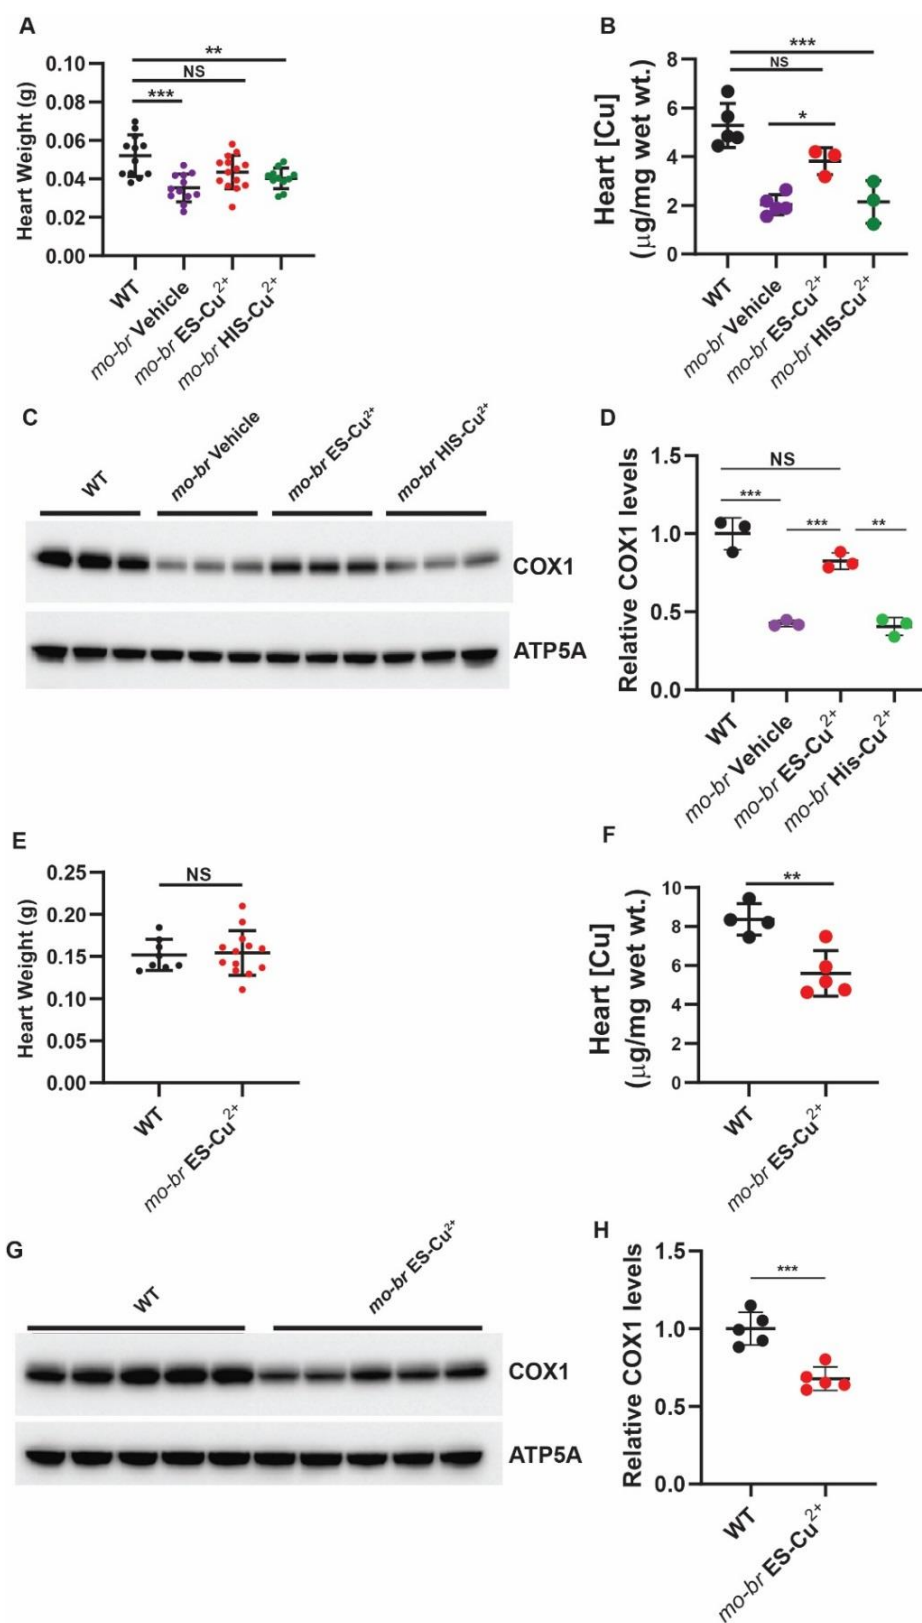 A
Heart Weight (g)
0.10
0.08
0.06
0.04
0.02
0.00
**
NS
***
WT
mo-br Vehicle
mo-br ES-Cu²⁺
mo-br HIS-Cu²⁺
B
Heart [Cu]
(μg/mg wet wt.)
8
6
4
2
0
***
NS
*
WT
mo-br Vehicle
mo-br ES-Cu²⁺
mo-br HIS-Cu²⁺
C
WT
mo-br Vehicle
mo-br ES-Cu²⁺
mo-br HIS-Cu²⁺
COX1
ATP5A
D
Relative COX1 levels
1.5
1.0
0.5
0.0
NS
***
***
**
WT
mo-br Vehicle
mo-br ES-Cu²⁺
mo-br His-Cu²⁺
E
Heart Weight (g)
0.25
0.20
0.15
0.10
0.05
0.00
NS
WT
mo-br ES-Cu²⁺
F
Heart [Cu]
(μg/mg wet wt.)
10
8
6
4
2
0
**
WT
mo-br ES-Cu²⁺
G
WT
mo-br ES-Cu²⁺
COX1
ATP5A
H
Relative COX1 levels
1.5
1.0
0.5
0.0
***
WT
mo-br ES-Cu²⁺